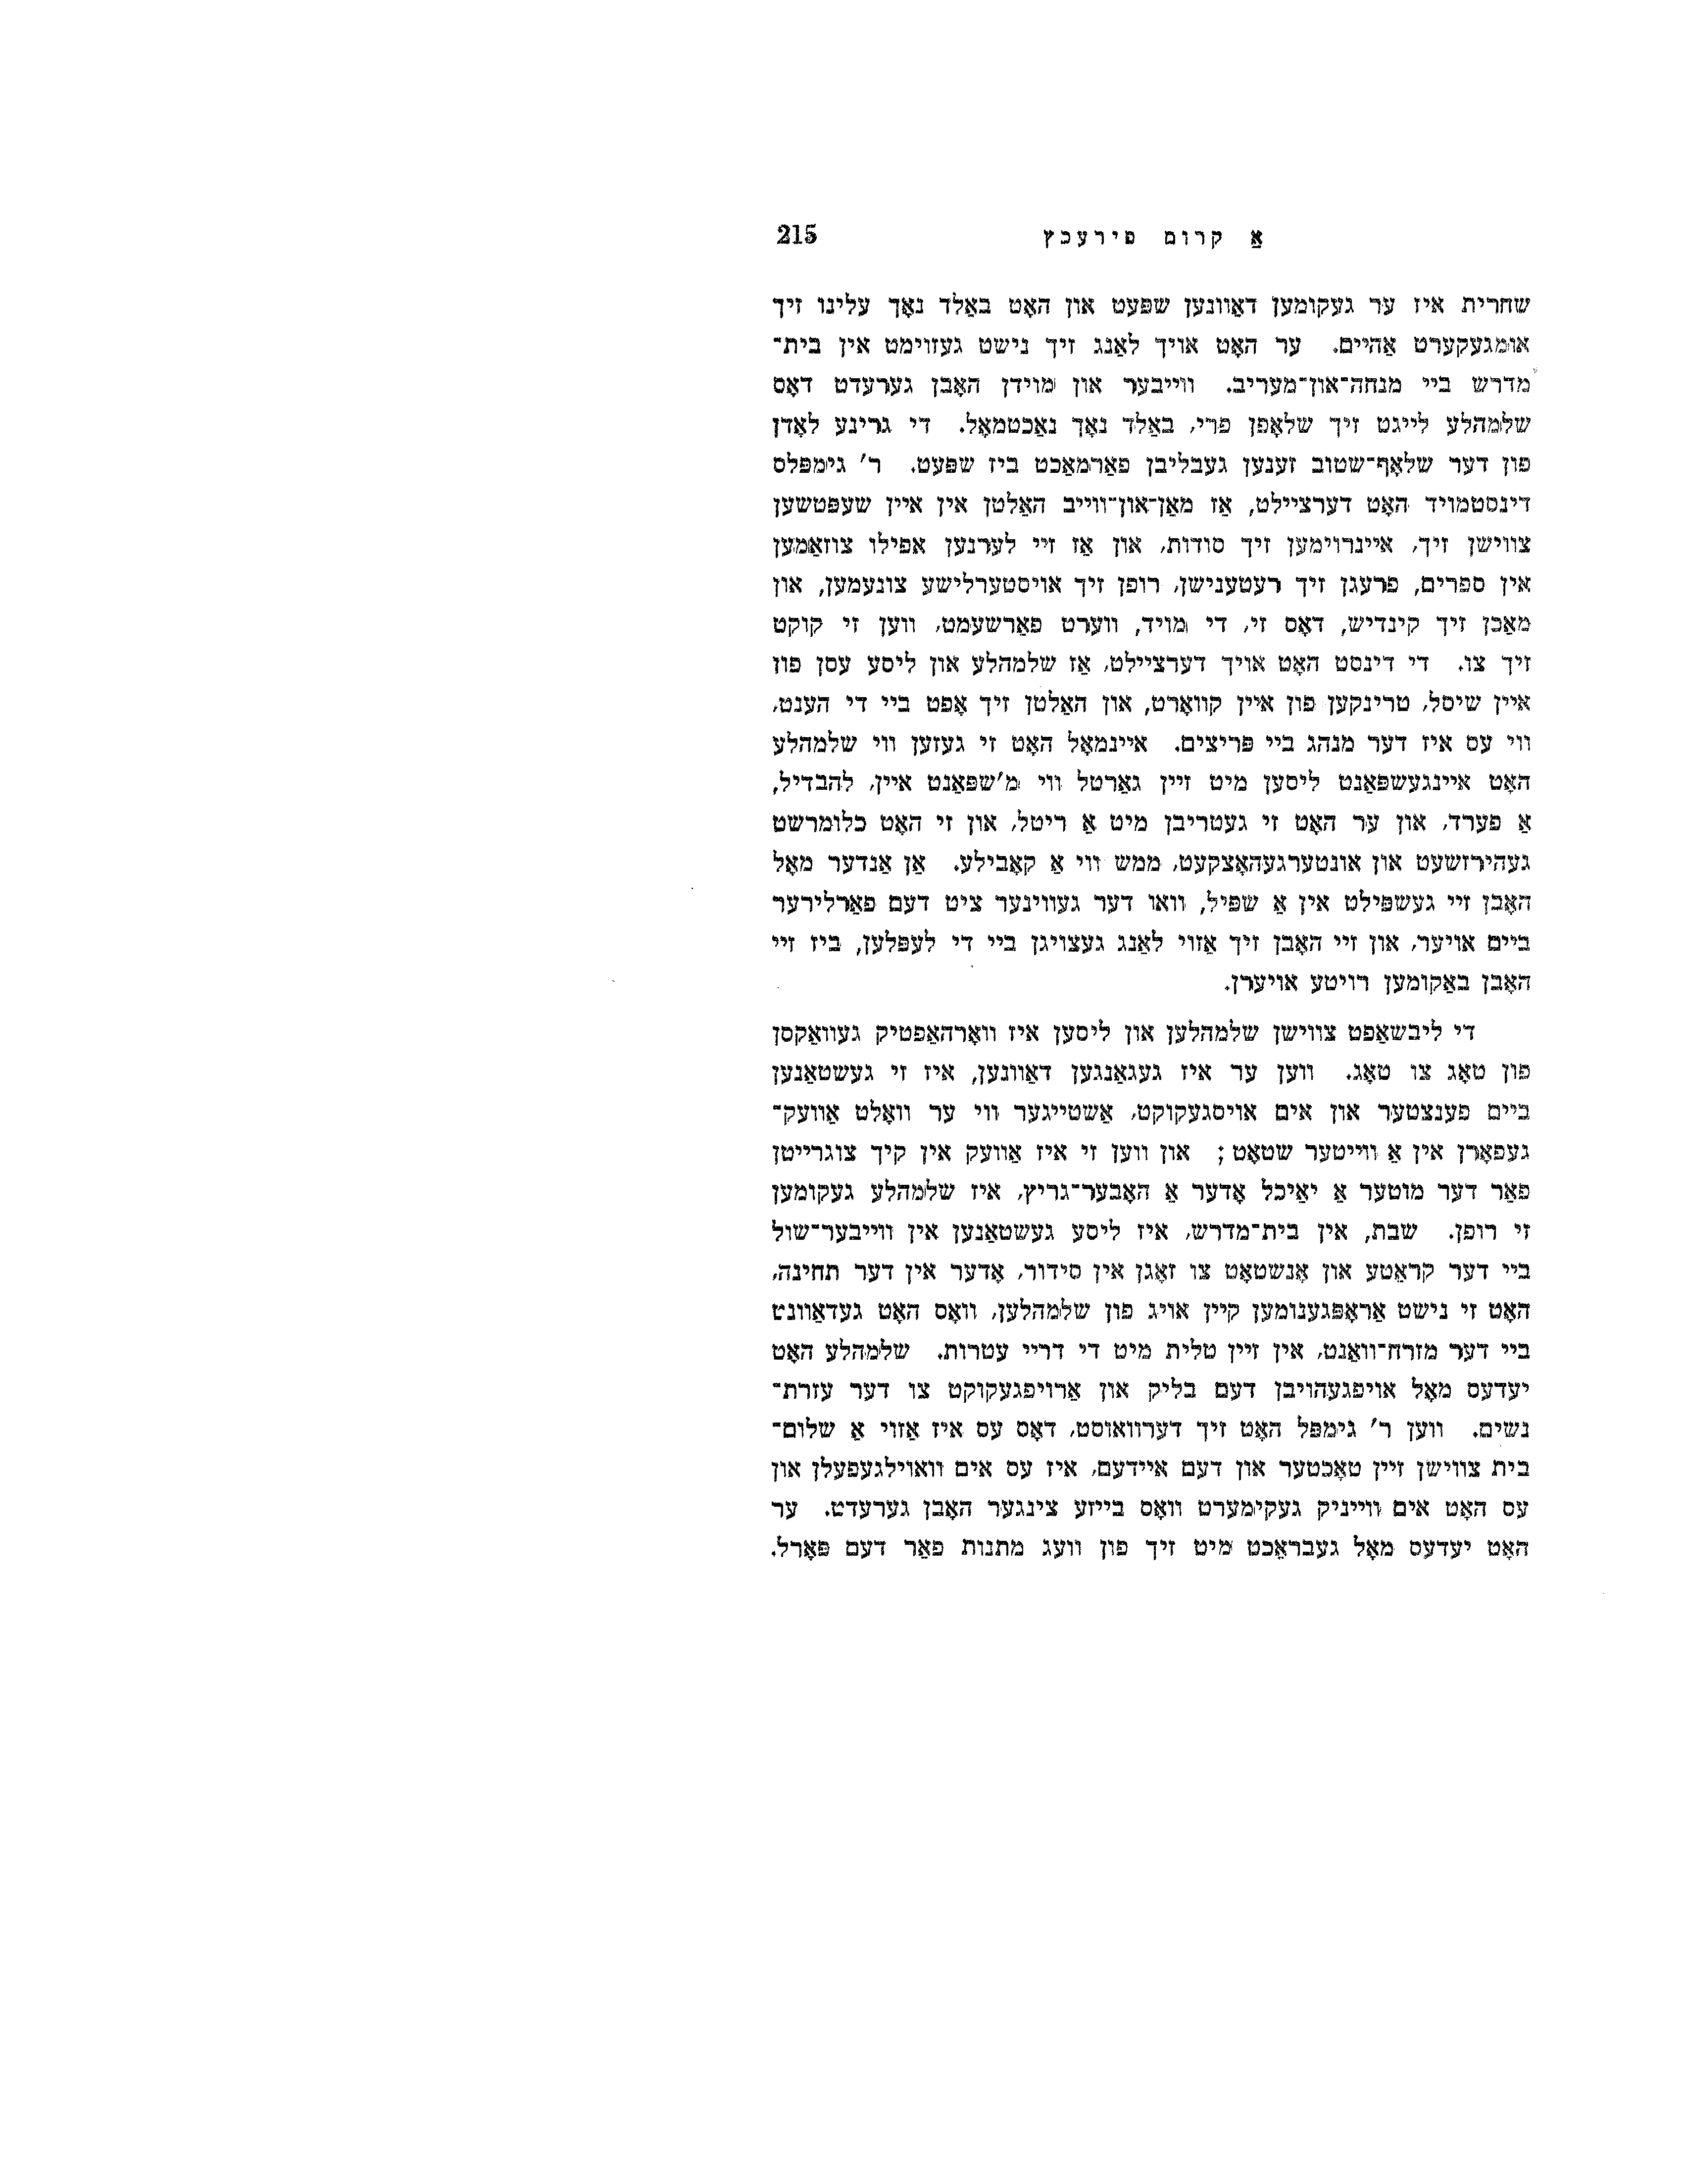 אַ קרום פירעכץ 215
שחרית איז ער געקומען דאַוונען שפּעט און האָט באַלד נאָך עלינו זיך
אומגעקערט אַהיים. ער האָט אויך לאַנג זיך נישט געזוימט אין בית־
מדרש ביי מנחה־און־מעריב. ווייבער און מוידן האָבן גערעדט דאָס
שלמהלע לייגט זיך שלאָפן פרי, באַלד נאָך נאַכטמאָל. די גרינע לאָדן
פון דער שלאָף־שטוב זענען געבליבן פאַרמאַכט ביז שפּעט. ר' גימפּלס
דינסטמויד האָט דערציילט, אַז מאַן־און־ווייב האַלטן אין איין שעפּטשען
צווישן זיך, איינרוימען זיך סודות, און אַז זיי לערנען אפילו צוזאַמען
אין ספרים, פרעגן זיך רעטענישן, רופן זיך אויסטערלישע צונעמען, און
מאַכן זיך קינדיש, דאָס זי, די מויד, ווערט פאַרשעמט, ווען זי קוקט
זיך צו. די דינסט האָט אויך דערציילט, אַז שלמהלע און ליסע עסן פון
איין שיסל, טרינקען פון איין קוואָרט, און האַלטן זיך אָפט ביי די הענט,
ווי עס איז דער מנהג ביי פּריצים. איינמאָל האָט זי געזען ווי שלמהלע
האָט איינגעשפּאַנט ליסען מיט זיין גאַרטל ווי מ'שפּאַנט איין, להבדיל,
אַ פערד, און ער האָט זי געטריבן מיט אַ ריטל, און זי האָט כלומרשט
געהירזשעט און אונטערגעהאָצקעט, ממש ווי אַ קאָבילע. אַן אַנדער מאָל
האָבן זיי געשפּילט אין אַ שפּיל, וואו דער געווינער ציט דעם פאַרלירער
ביים אויער, און זיי האָבן זיך אַזוי לאַנג געצויגן ביי די לעפּלען, ביז זיי
האָבן באַקומען רויטע אויערן.
די ליבשאַפט צווישן שלמהלען און ליסען איז וואָרהאַפטיק געוואַקסן
פון טאָג צו טאָג. ווען ער איז געגאַנגען דאַוונען, איז זי געשטאַנען
ביים פענצטער און אים אויסגעקוקט, אַשטייגער ווי ער וואָלט אַוועק־
געפאָרן אין אַ ווייטער שטאָט; און ווען זי איז אַוועק אין קיך צוגרייטן
פאַר דער מוטער אַ יאַיכל אָדער אַ האָבער־גריץ, איז שלמהלע געקומען
זי רופן. שבת, אין בית־מדרש, איז ליסע געשטאַנען אין ווייבער־שול
ביי דער קראַטע און אָנשטאָט צו זאָגן אין סידור, אָדער אין דער תחינה,
האָט זי נישט אַראָפּגענומען קיין אויג פון שלמהלען, וואָס האָט געדאַוונט
ביי דער מזרח־וואַנט, אין זיין טלית מיט די דריי עטרות. שלמהלע האָט
יעדעס מאָל אויפגעהויבן דעם בליק און אַרויפגעקוקט צו דער עזרת־
נשים. ווען ר' גימפּל האָט זיך דערוואוסט, דאָס עס איז אַזוי אַ שלום־
בית צווישן זיין טאָכטער און דעם איידעם, איז עס אים וואוילגעפעלן און
עס האָט אים ווייניק געקימערט וואָס בייזע צינגער האָבן גערעדט. ער
האָט יעדעס מאָל געבראַכט מיט זיך פון וועג מתנות פאַר דעם פּאָרל.